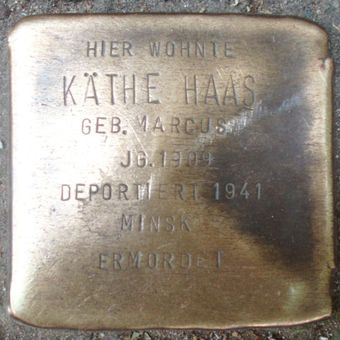 HIER WOHNTE
KÄTHE HAAS
GEB. MARCUS
JG. 1909
DEPORTIERT 1941
MINSK
ERMORDET